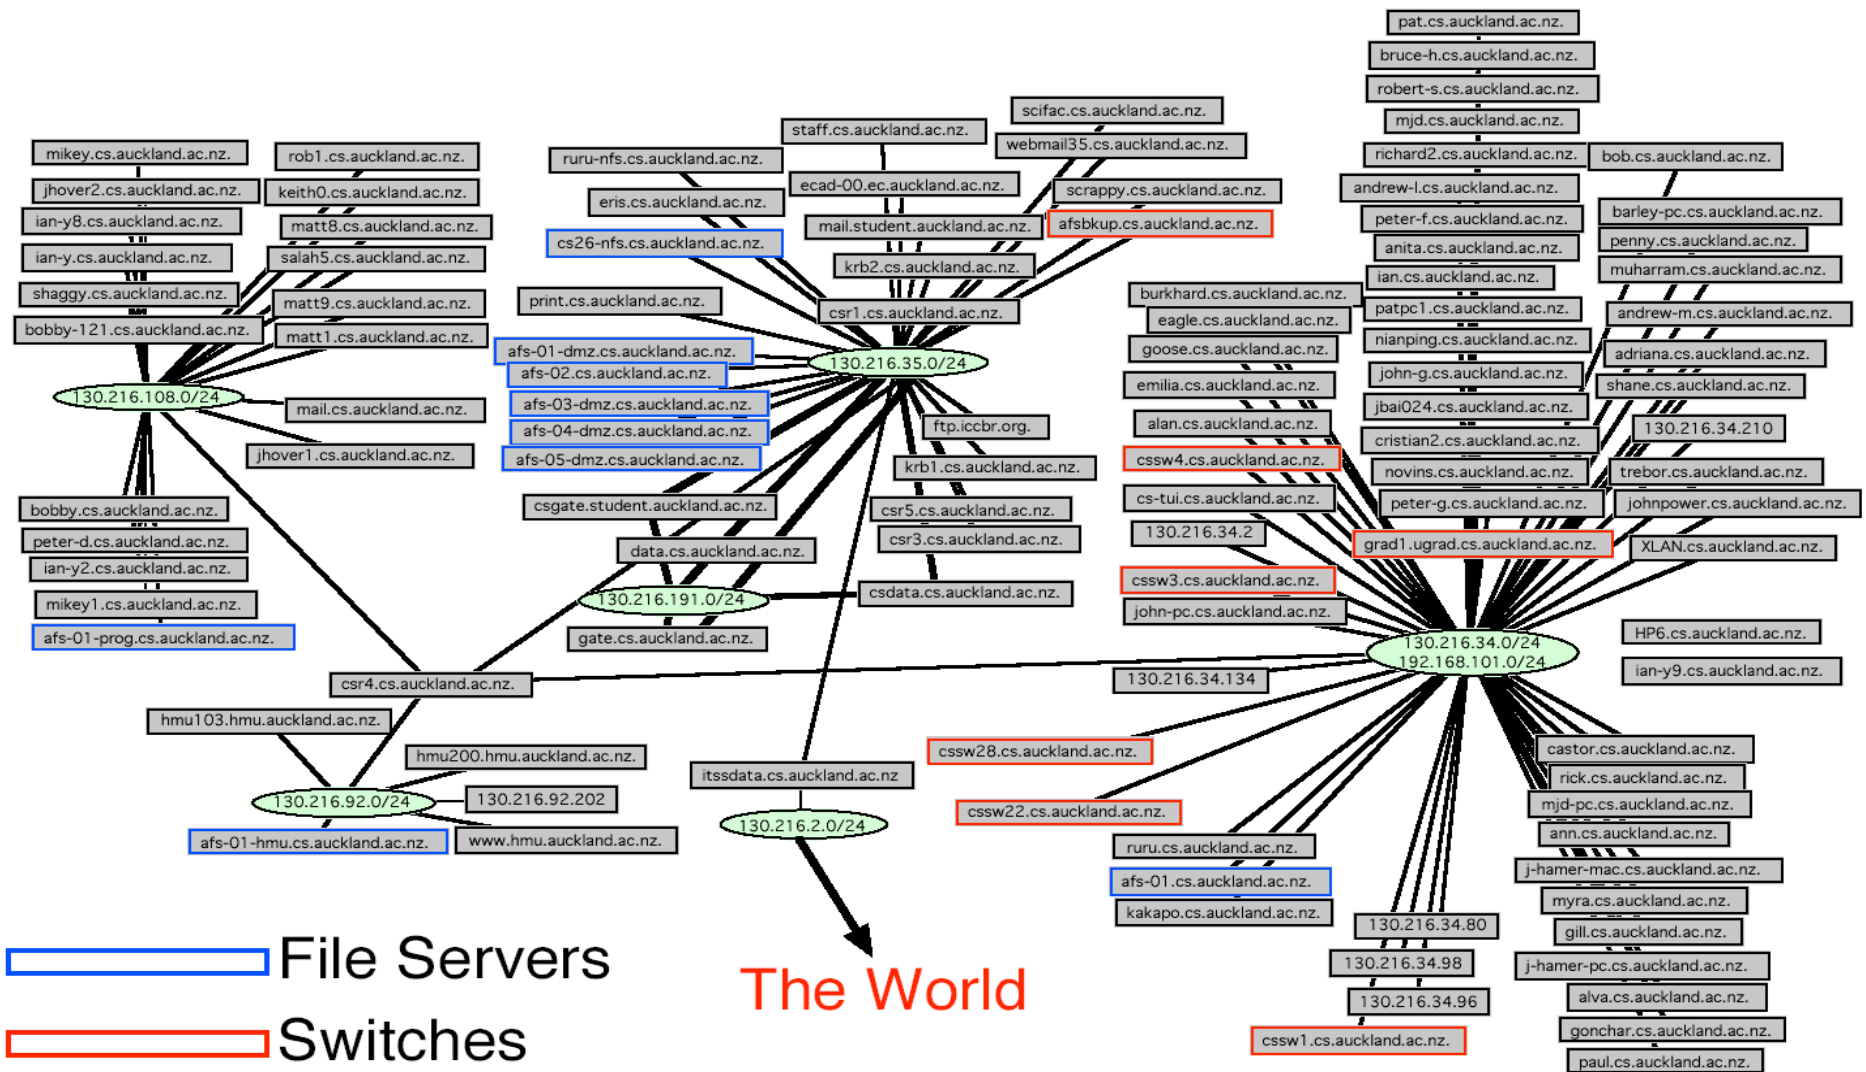 mikey.cs.auckland.ac.nz.
jhover2.cs.auckland.ac.nz.
ian-y8.cs.auckland.ac.nz.
ian-y.cs.auckland.ac.nz.
shaggy.cs.auckland.ac.nz.
bobby-121.cs.auckland.ac.nz.
rob1.cs.auckland.ac.nz.
keith0.cs.auckland.ac.nz.
matt8.cs.auckland.ac.nz.
salah5.cs.auckland.ac.nz.
matt9.cs.auckland.ac.nz.
matt1.cs.auckland.ac.nz.
130.216.108.0/24
mail.cs.auckland.ac.nz.
jhover1.cs.auckland.ac.nz.
bobby.cs.auckland.ac.nz.
peter-d.cs.auckland.ac.nz.
ian-y2.cs.auckland.ac.nz.
mikey1.cs.auckland.ac.nz.
afs-01-prog.cs.auckland.ac.nz.
csr4.cs.auckland.ac.nz.
hmu103.hmu.auckland.ac.nz.
hmu200.hmu.auckland.ac.nz.
130.216.92.0/24
130.216.92.202
afs-01-hmu.cs.auckland.ac.nz.
www.hmu.auckland.ac.nz.
scifac.cs.auckland.ac.nz.
staff.cs.auckland.ac.nz.
webmail35.cs.auckland.ac.nz.
ruru-nfs.cs.auckland.ac.nz.
ecad-00.ec.auckland.ac.nz.
scrappy.cs.auckland.ac.nz.
eris.cs.auckland.ac.nz.
mail.student.auckland.ac.nz.
afsbkup.cs.auckland.ac.nz.
cs26-nfs.cs.auckland.ac.nz.
krb2.cs.auckland.ac.nz.
print.cs.auckland.ac.nz.
csr1.cs.auckland.ac.nz.
afs-01-dmz.cs.auckland.ac.nz.
130.216.35.0/24
afs-02.cs.auckland.ac.nz.
afs-03-dmz.cs.auckland.ac.nz.
afs-04-dmz.cs.auckland.ac.nz.
afs-05-dmz.cs.auckland.ac.nz.
ftp.iccbr.org.
krb1.cs.auckland.ac.nz.
csgate.student.auckland.ac.nz.
csr5.cs.auckland.ac.nz.
csr3.cs.auckland.ac.nz.
data.cs.auckland.ac.nz.
130.216.191.0/24
csdata.cs.auckland.ac.nz.
gate.cs.auckland.ac.nz.
itssdata.cs.auckland.ac.nz
130.216.2.0/24
The World
pat.cs.auckland.ac.nz.
bruce-h.cs.auckland.ac.nz.
robert-s.cs.auckland.ac.nz.
mjd.cs.auckland.ac.nz.
richard2.cs.auckland.ac.nz.
andrew-l.cs.auckland.ac.nz.
peter-f.cs.auckland.ac.nz.
anita.cs.auckland.ac.nz.
ian.cs.auckland.ac.nz.
patpc1.cs.auckland.ac.nz.
nianping.cs.auckland.ac.nz.
john-g.cs.auckland.ac.nz.
jbai024.cs.auckland.ac.nz.
cristian2.cs.auckland.ac.nz.
novins.cs.auckland.ac.nz.
peter-g.cs.auckland.ac.nz.
grad1.ugrad.cs.auckland.ac.nz.
bob.cs.auckland.ac.nz.
barley-pc.cs.auckland.ac.nz.
penny.cs.auckland.ac.nz.
muharram.cs.auckland.ac.nz.
andrew-m.cs.auckland.ac.nz.
adriana.cs.auckland.ac.nz.
shane.cs.auckland.ac.nz.
130.216.34.210
trebor.cs.auckland.ac.nz.
johnpower.cs.auckland.ac.nz.
XLAN.cs.auckland.ac.nz.
burkhard.cs.auckland.ac.nz.
eagle.cs.auckland.ac.nz.
goose.cs.auckland.ac.nz.
emilia.cs.auckland.ac.nz.
alan.cs.auckland.ac.nz.
cssw4.cs.auckland.ac.nz.
cs-tui.cs.auckland.ac.nz.
130.216.34.2
cssw3.cs.auckland.ac.nz.
john-pc.cs.auckland.ac.nz.
130.216.34.0/24
192.168.101.0/24
HP6.cs.auckland.ac.nz.
ian-y9.cs.auckland.ac.nz.
130.216.34.134
cssw28.cs.auckland.ac.nz.
cssw22.cs.auckland.ac.nz.
ruru.cs.auckland.ac.nz.
afs-01.cs.auckland.ac.nz.
kakapo.cs.auckland.ac.nz.
130.216.34.80
130.216.34.98
130.216.34.96
cssw1.cs.auckland.ac.nz.
castor.cs.auckland.ac.nz.
rick.cs.auckland.ac.nz.
mjd-pc.cs.auckland.ac.nz.
ann.cs.auckland.ac.nz.
j-hamer-mac.cs.auckland.ac.nz.
myra.cs.auckland.ac.nz.
gill.cs.auckland.ac.nz.
j-hamer-pc.cs.auckland.ac.nz.
alva.cs.auckland.ac.nz.
gonchar.cs.auckland.ac.nz.
paul.cs.auckland.ac.nz.
File Servers
Switches